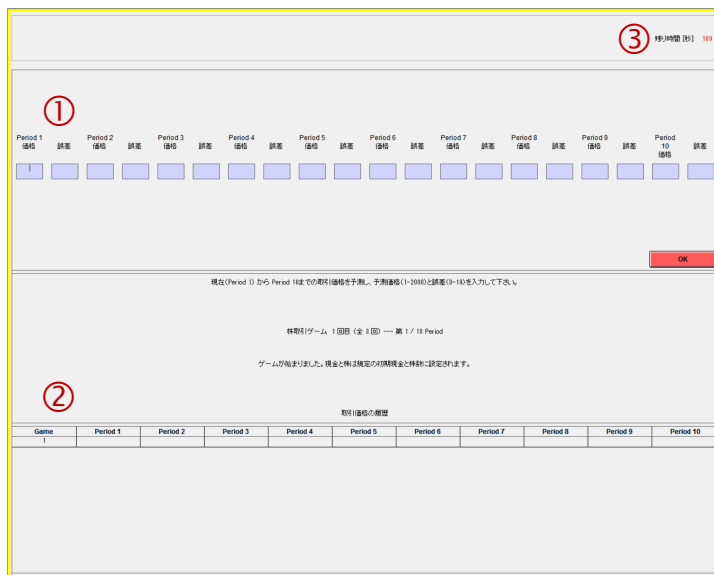 ③ 残り時間 [秒]: 189
①
Period 1 Period 2 Period 3 Period 4 Period 5 Period 6 Period 7 Period 8 Period 9 Period 10
価格 誤差 価格 誤差 価格 誤差 価格 誤差 価格 誤差 価格 誤差 価格 誤差 価格 誤差 価格 誤差 価格 誤差
OK
現在(Period 1) から Period 10までの取引価格を予測し、予測価格(1-2000)と誤差(0-10)を入力して下さい。
株取引ゲーム 1 回目 (全 3 回) ---- 第 1 / 10 Period
ゲームが始まりました。現金と株は規定の初期現金と株数に設定されます。
②
取引価格の履歴
Game Period 1 Period 2 Period 3 Period 4 Period 5 Period 6 Period 7 Period 8 Period 9 Period 10
1